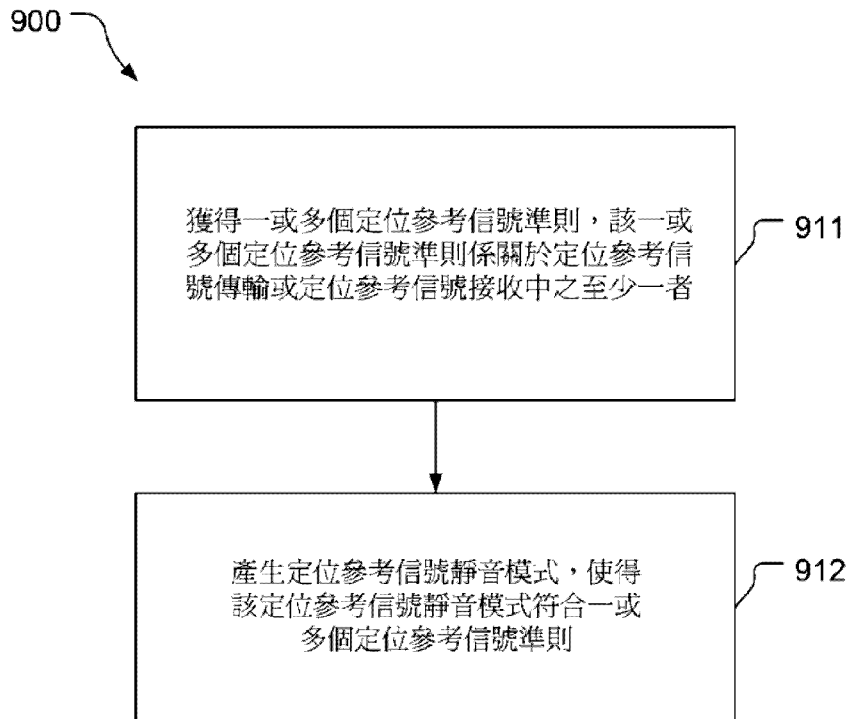 900
獲得一或多個定位參考信號準則，該一或
多個定位參考信號準則係關於定位參考信
號傳輸或定位參考信號接收中之至少一者
911
產生定位參考信號靜音模式，使得
該定位參考信號靜音模式符合一或
多個定位參考信號準則
912